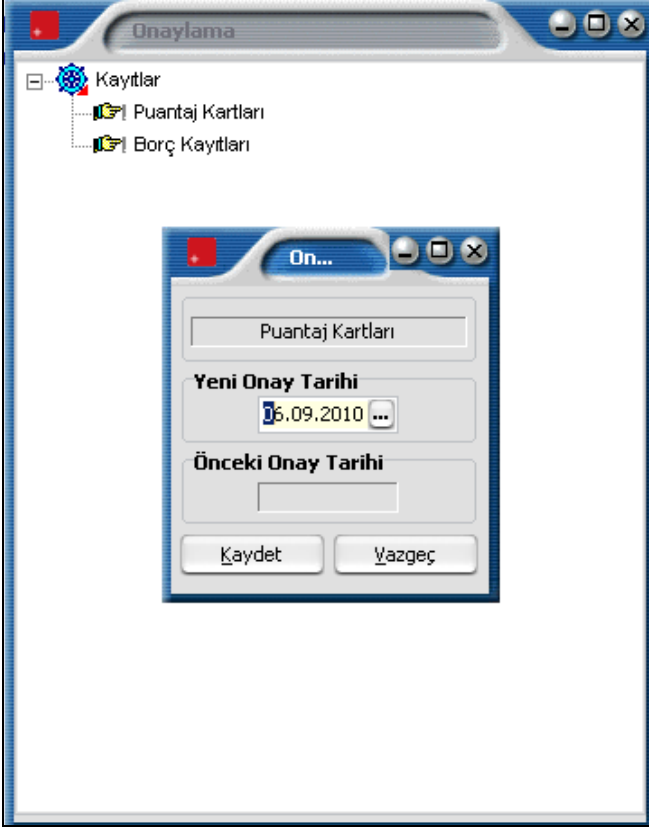 Onaylama
Kayıtlar
Puantaj Kartları
Borç Kayıtları
On...
Puantaj Kartları
Yeni Onay Tarihi
06.09.2010 ...
Önceki Onay Tarihi
Kaydet
Vazgeç